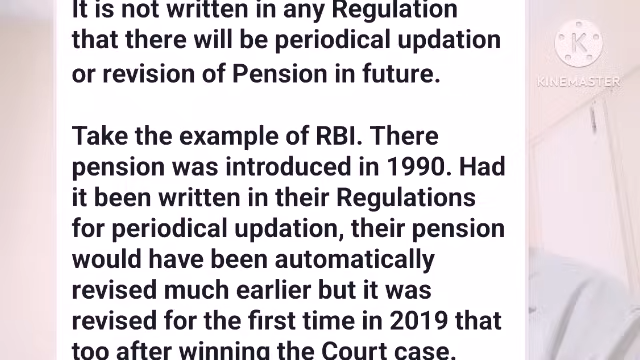 It is not written in any Regulation
that there will be periodical updation
or revision of Pension in future.
Take the example of RBI. There
pension was introduced in 1990. Had
it been written in their Regulations
for periodical updation, their pension
would have been automatically
revised much earlier but it was
revised for the first time in 2019 that
too after winning the Court case.
K
KINEMASTER